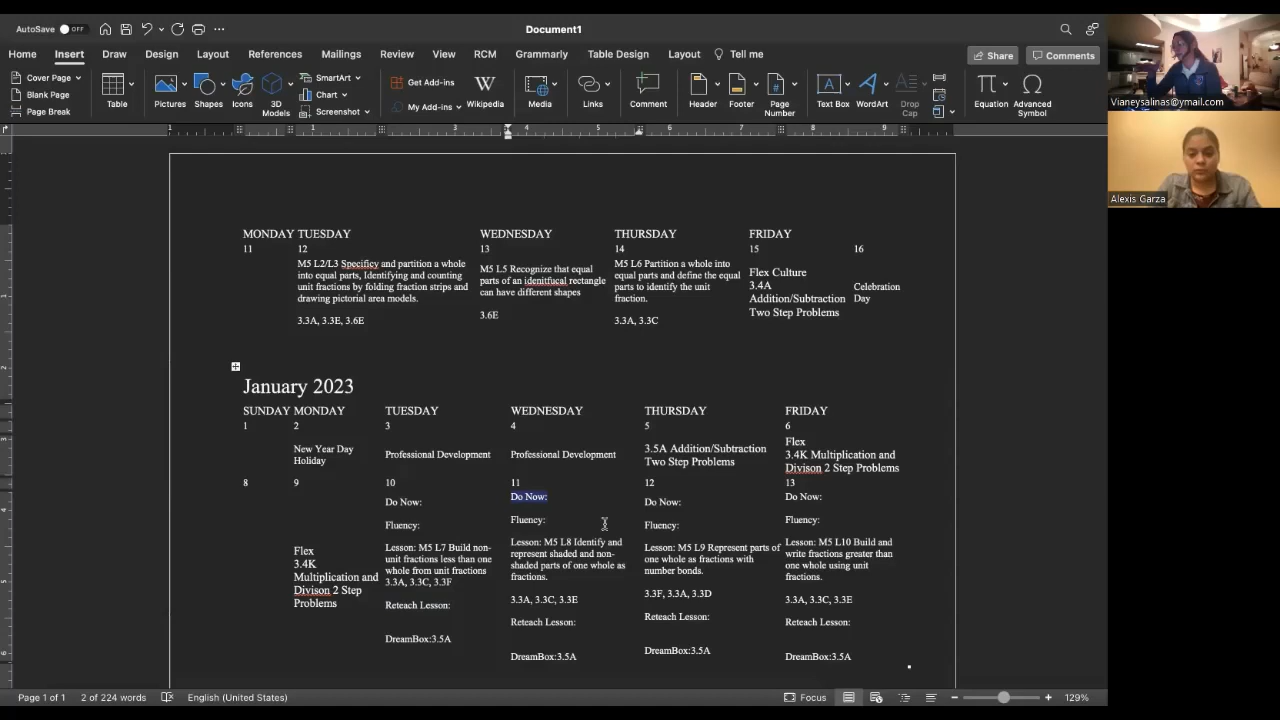 AutoSave OFF
Document1
Home Insert Draw Design Layout References Mailings Review View RCM Grammarly Table Design Layout Tell me
Share Comments
Cover Page
Blank Page
Page Break
Table
Pictures Shapes Icons 3D Models
SmartArt
Chart
Screenshot
Get Add-ins
My Add-ins
Wikipedia
Media
Links
Comment
Header Footer Page Number
Text Box WordArt Drop Cap
Equation Advanced Symbol
Vianeysalinas@ymail.com
Alexis Garza
MONDAY TUESDAY WEDNESDAY THURSDAY FRIDAY
11 12 13 14 15 16
M5 L2/L3 Specificy and partition a whole
into equal parts, Identifying and counting
unit fractions by folding fraction strips and
drawing pictorial area models.
3.3A, 3.3E, 3.6E
M5 L5 Recognize that equal
parts of an idenitfucal rectangle
can have different shapes
3.6E
M5 L6 Partition a whole into
equal parts and define the equal
parts to identify the unit
fraction.
3.3A, 3.3C
Flex Culture
3.4A
Addition/Subtraction
Two Step Problems
Celebration
Day
January 2023
SUNDAY MONDAY TUESDAY WEDNESDAY THURSDAY FRIDAY
1 2 3 4 5 6
New Year Day
Holiday
Professional Development
Professional Development
3.5A Addition/Subtraction
Two Step Problems
Flex
3.4K Multiplication and
Divison 2 Step Problems
8 9 10 11 12 13
Flex
3.4K
Multiplication and
Divison 2 Step
Problems
Do Now:
Fluency:
Lesson: M5 L7 Build non-
unit fractions less than one
whole from unit fractions
3.3A, 3.3C, 3.3F
Reteach Lesson:
DreamBox:3.5A
Do Now:
Fluency:
Lesson: M5 L8 Identify and
represent shaded and non-
shaded parts of one whole as
fractions.
3.3A, 3.3C, 3.3E
Reteach Lesson:
DreamBox:3.5A
Do Now:
Fluency:
Lesson: M5 L9 Represent parts of
one whole as fractions with
number bonds.
3.3F, 3.3A, 3.3D
Reteach Lesson:
DreamBox:3.5A
Do Now:
Fluency:
Lesson: M5 L10 Build and
write fractions greater than
one whole using unit
fractions.
3.3A, 3.3C, 3.3E
Reteach Lesson:
DreamBox:3.5A
Page 1 of 1 2 of 224 words English (United States) Focus 129%